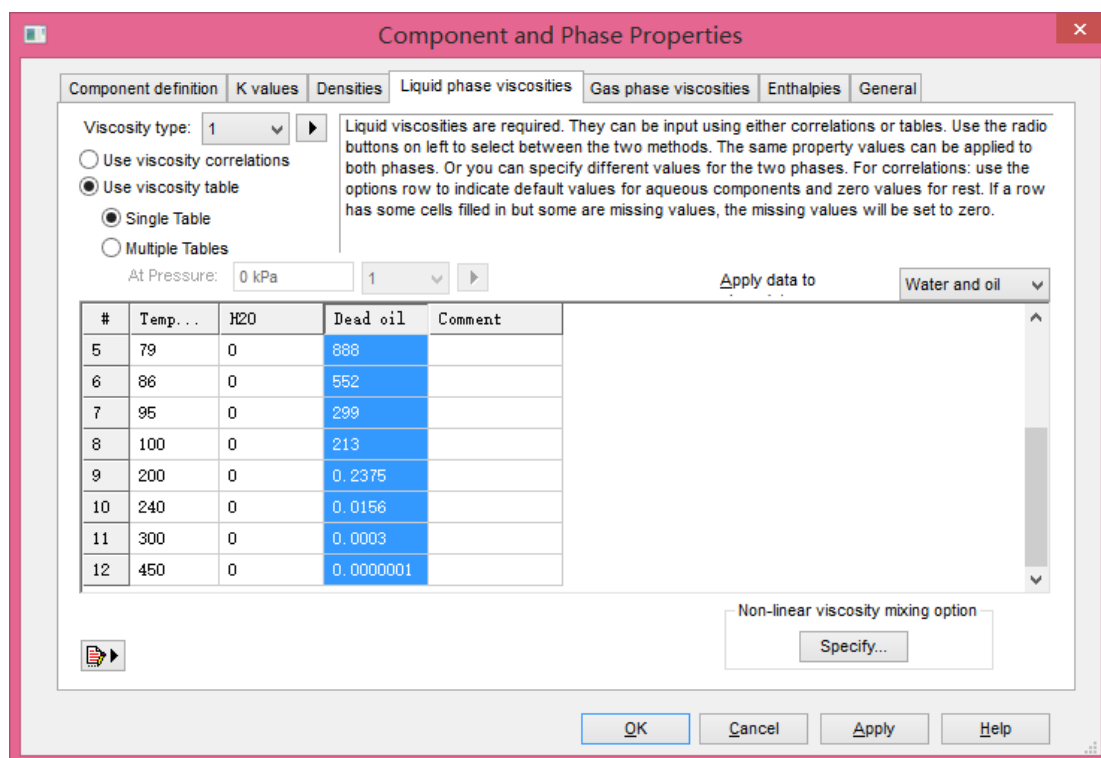 Component and Phase Properties
Component definition K values Densities Liquid phase viscosities Gas phase viscosities Enthalpies General
Viscosity type: 1
Use viscosity correlations
Use viscosity table
Single Table
Multiple Tables
Liquid viscosities are required. They can be input using either correlations or tables. Use the radio
buttons on left to select between the two methods. The same property values can be applied to
both phases. Or you can specify different values for the two phases. For correlations: use the
options row to indicate default values for aqueous components and zero values for rest. If a row
has some cells filled in but some are missing values, the missing values will be set to zero.
At Pressure: 0 kPa 1
Apply data to
Water and oil
# Temp... H2O Dead oil Comment
5 79 0 888
6 86 0 552
7 95 0 299
8 100 0 213
9 200 0 0.2375
10 240 0 0.0156
11 300 0 0.0003
12 450 0 0.0000001
Non-linear viscosity mixing option
Specify...
OK Cancel Apply Help